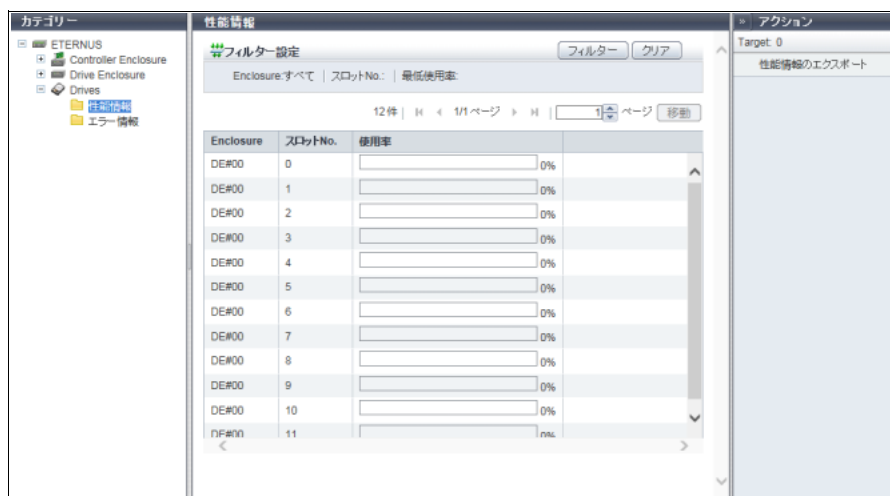 カテゴリー
ETERNUS
Controller Enclosure
Drive Enclosure
Drives
性能情報
エラー情報
性能情報
フィルター設定
フィルター クリア
Enclosure:すべて | スロットNo.: | 最低使用率:
12件 | 1/1ページ | 1 ページ 移動
Enclosure スロットNo. 使用率
DE#00 0 0%
DE#00 1 0%
DE#00 2 0%
DE#00 3 0%
DE#00 4 0%
DE#00 5 0%
DE#00 6 0%
DE#00 7 0%
DE#00 8 0%
DE#00 9 0%
DE#00 10 0%
DE#00 11 0%
» アクション
Target: 0
性能情報のエクスポート